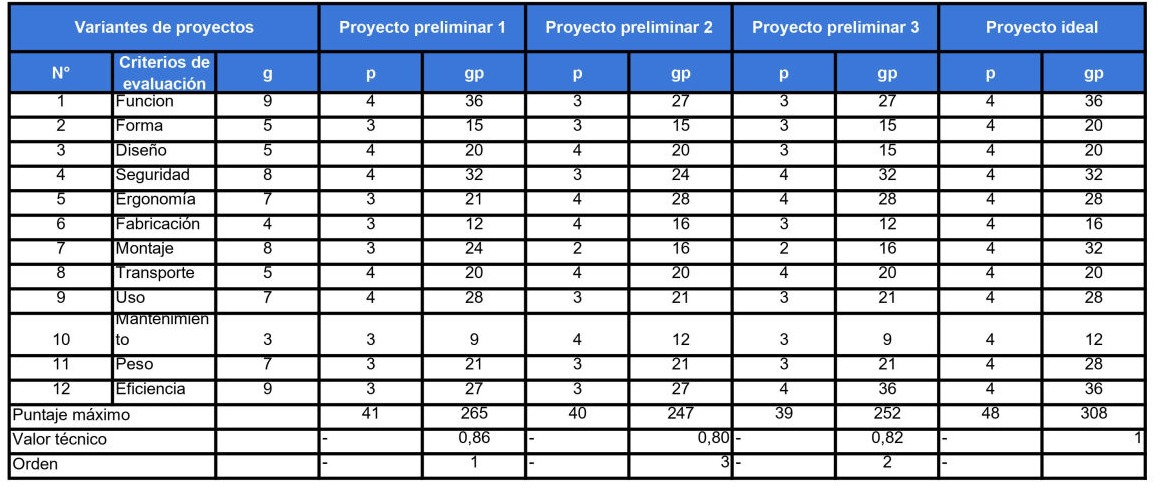 Variantes de proyectos Proyecto preliminar 1 Proyecto preliminar 2 Proyecto preliminar 3 Proyecto ideal
N° Criterios de evaluación g p gp p gp p gp p gp
1 Funcion 9 4 36 3 27 3 27 4 36
2 Forma 5 3 15 3 15 3 15 4 20
3 Diseño 5 4 20 4 20 3 15 4 20
4 Seguridad 8 4 32 3 24 4 32 4 32
5 Ergonomía 7 3 21 4 28 4 28 4 28
6 Fabricación 4 3 12 4 16 3 12 4 16
7 Montaje 8 3 24 2 16 2 16 4 32
8 Transporte 5 4 20 4 20 4 20 4 20
9 Uso 7 4 28 3 21 3 21 4 28
10 Mantenimien to 3 3 9 4 12 3 9 4 12
11 Peso 7 3 21 3 21 3 21 4 28
12 Eficiencia 9 3 27 3 27 4 36 4 36
Puntaje máximo 41 265 40 247 39 252 48 308
Valor técnico - 0,86 - 0,80 - 0,82 - 1
Orden - 1 - 3 - 2 -